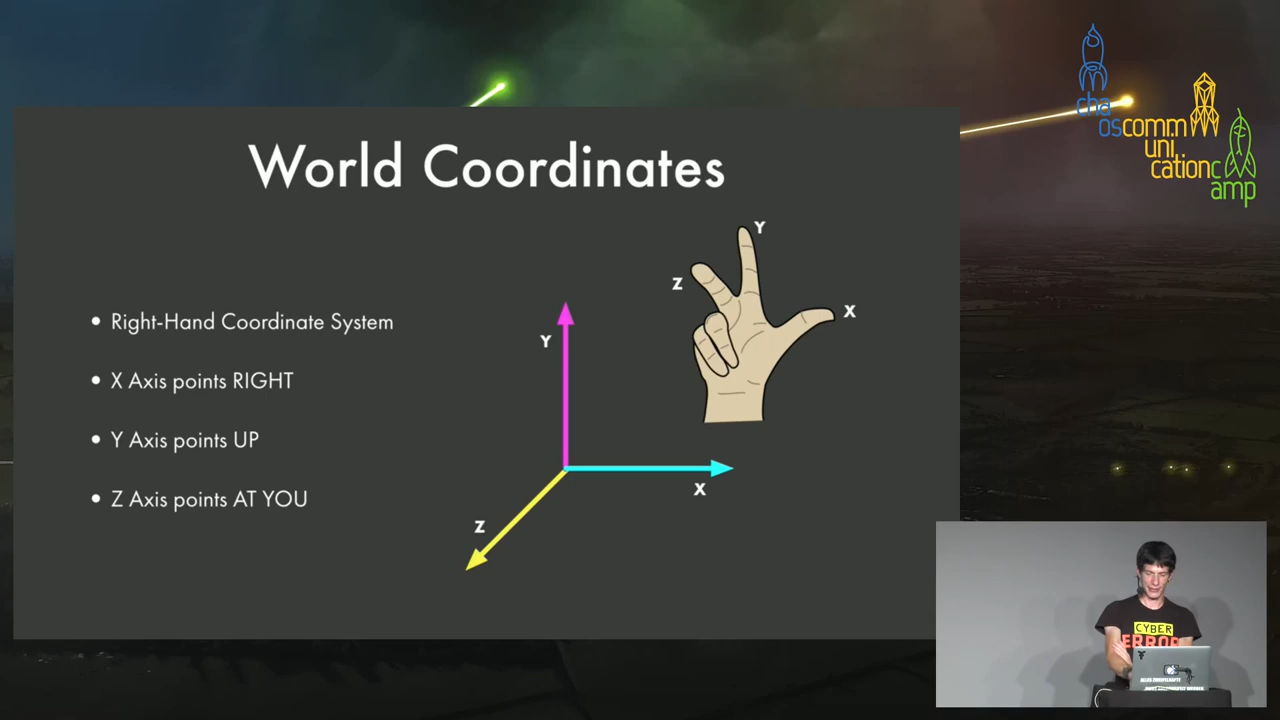 World Coordinates
• Right-Hand Coordinate System
• X Axis points RIGHT
• Y Axis points UP
• Z Axis points AT YOU
Y
X
Z
Y
Z
X
cha
oscomm
uni
cationc
amp
CYBER
ERROR